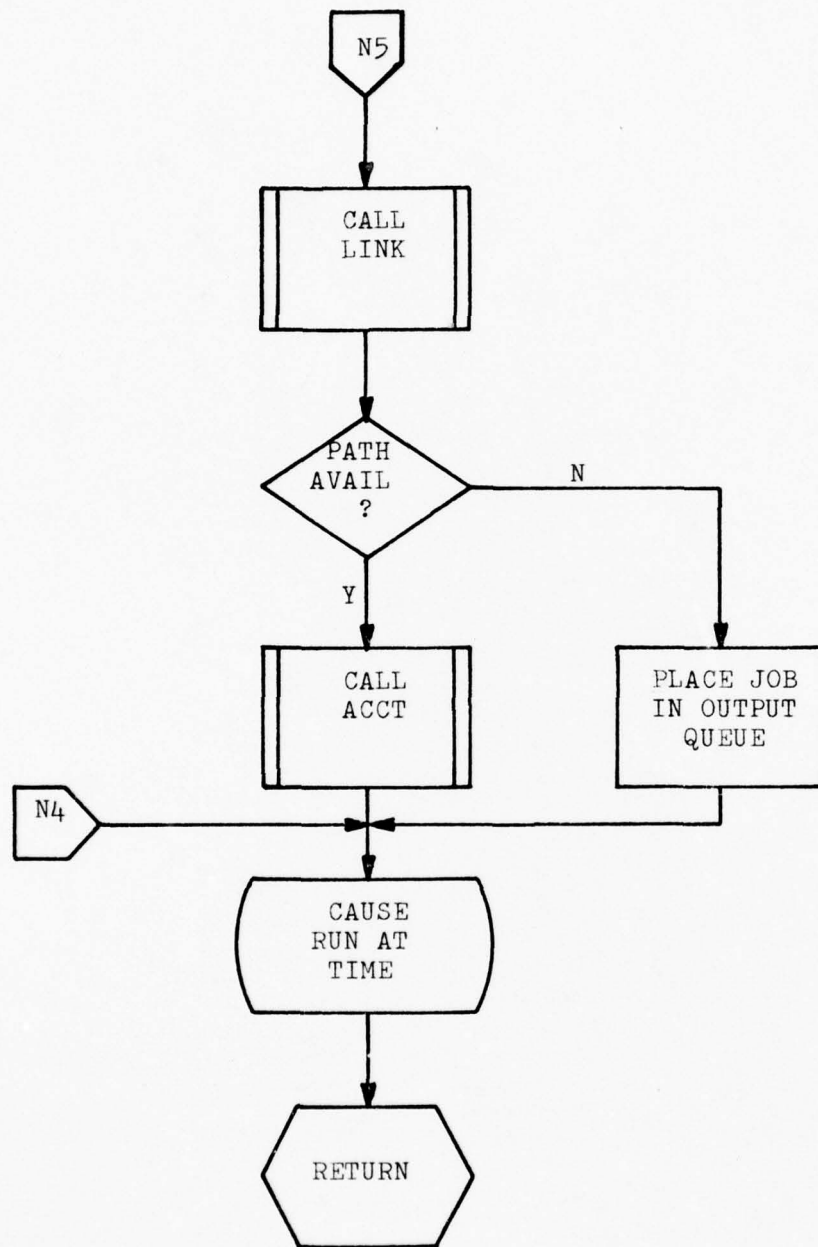 N5
CALL
LINK
PATH
AVAIL
?
N
Y
CALL
ACCT
PLACE JOB
IN OUTPUT
QUEUE
N4
CAUSE
RUN AT
TIME
RETURN